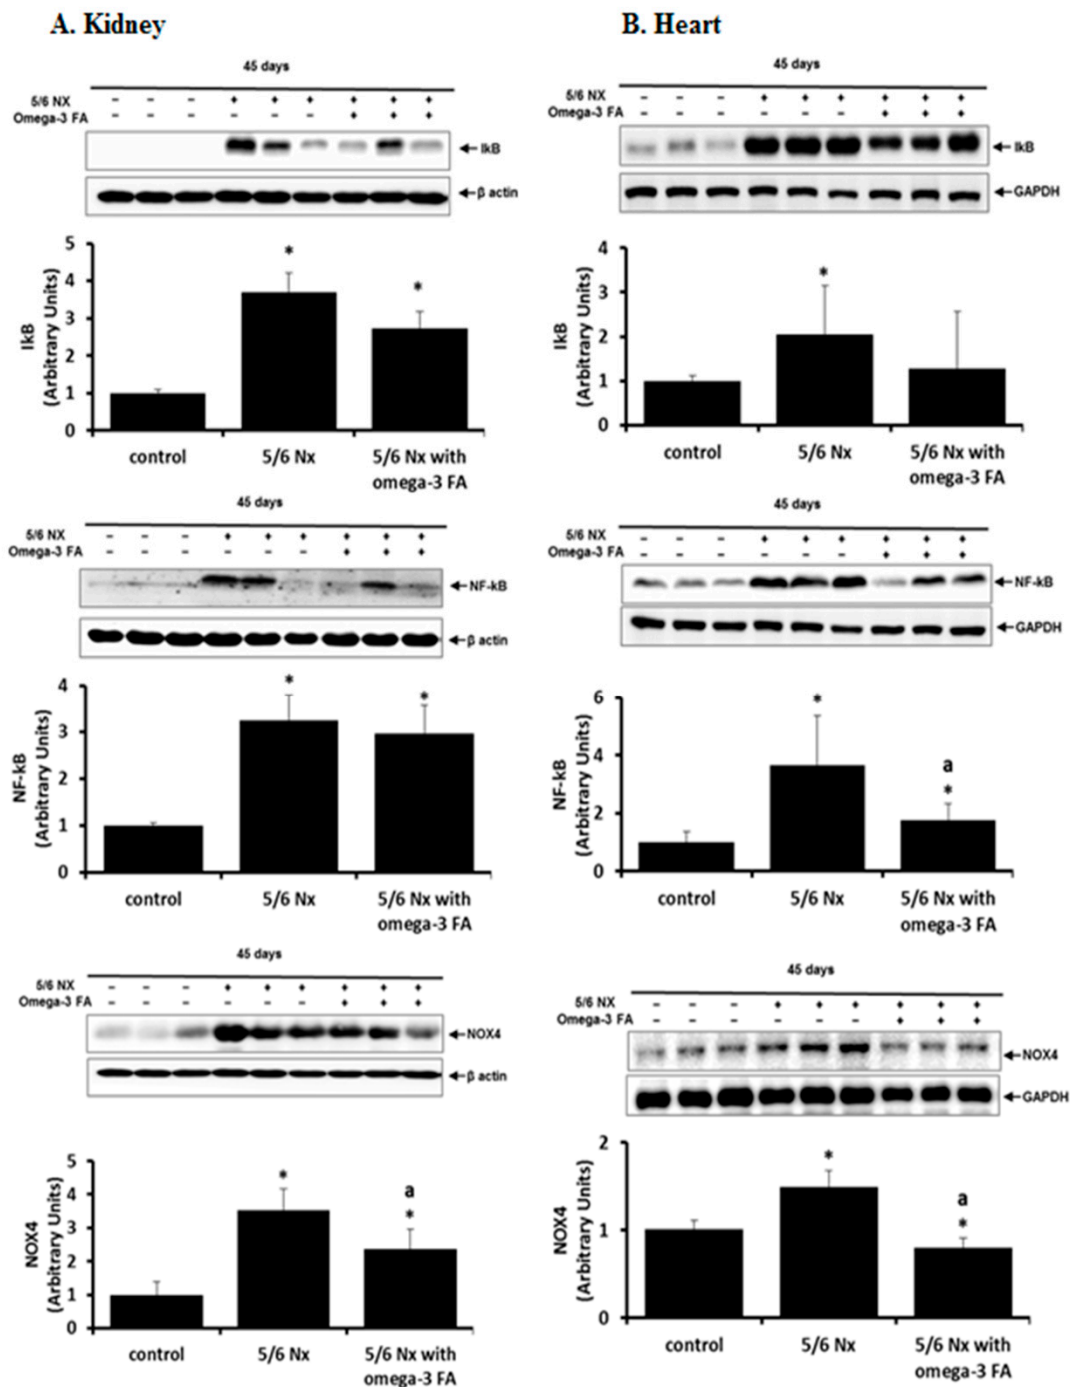 A. Kidney
45 days
5/6 NX - - - + + + + + +
Omega-3 FA - - - - - - + + +
IkB
β actin
5
4
3
2
1
0
IkB
(Arbitrary Units)
*
*
control
5/6 Nx
5/6 Nx with
omega-3 FA
45 days
5/6 NX - - - + + + + + +
Omega-3 FA - - - - - - + + +
NF-kB
β actin
4
3
2
1
0
NF-kB
(Arbitrary Units)
*
*
control
5/6 Nx
5/6 Nx with
omega-3 FA
45 days
5/6 NX - - - + + + + + +
Omega-3 FA - - - - - - + + +
NOX4
β actin
5
4
3
2
1
0
NOX4
(Arbitrary Units)
*
a
*
control
5/6 Nx
5/6 Nx with
omega-3 FA
B. Heart
45 days
5/6 NX - - - + + + + + +
Omega-3 FA - - - - - - + + +
IkB
GAPDH
4
3
2
1
0
IkB
(Arbitrary Units)
*
control
5/6 Nx
5/6 Nx with
omega-3 FA
45 days
5/6 NX - - - + + + + + +
Omega-3 FA - - - - - - + + +
NF-kB
GAPDH
6
4
2
0
NF-kB
(Arbitrary Units)
*
a
*
control
5/6 Nx
5/6 Nx with
omega-3 FA
45 days
5/6 NX - - - + + + + + +
Omega-3 FA - - - - - - + + +
NOX4
GAPDH
2
1
0
NOX4
(Arbitrary Units)
*
a
*
control
5/6 Nx
5/6 Nx with
omega-3 FA